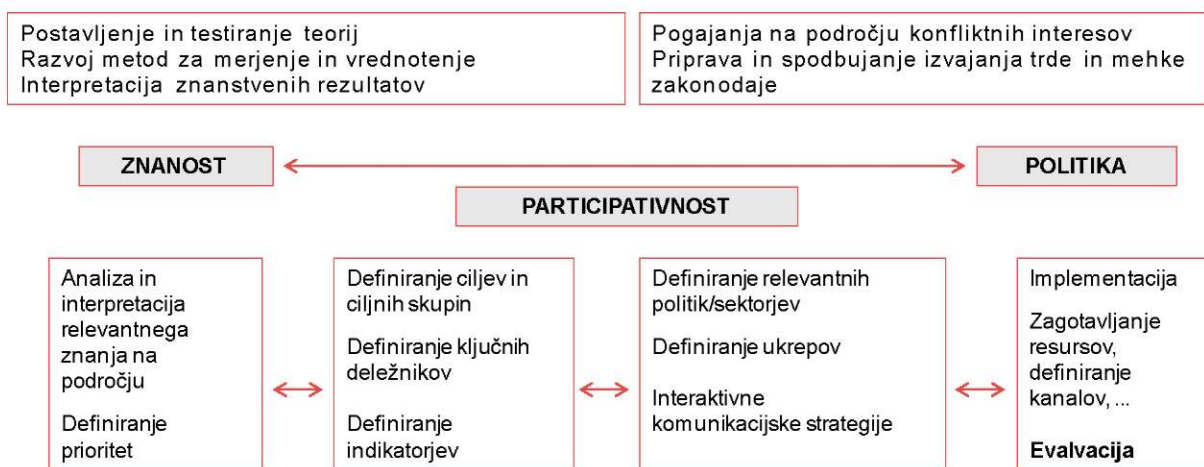 Postavljenje in testiranje teorij
Razvoj metod za merjenje in vrednotenje
Interpretacija znanstvenih rezultatov
Pogajanja na področju konfliktnih interesov
Priprava in spodbujanje izvajanja trde in mehke
zakonodaje
ZNANOST
POLITIKA
PARTICIPATIVNOST
Analiza in
interpretacija
relevantnega
znanja na
področju
Definiranje
prioritet
Definiranje ciljev in
ciljnih skupin
Definiranje ključnih
deležnikov
Definiranje
indikatorjev
Definiranje relevantnih
politik/sektorjev
Definiranje ukrepov
Interaktivne
komunikacijske strategije
Implementacija
Zagotavljanje
resursov,
definiranje
kanalov, ...
Evalvacija